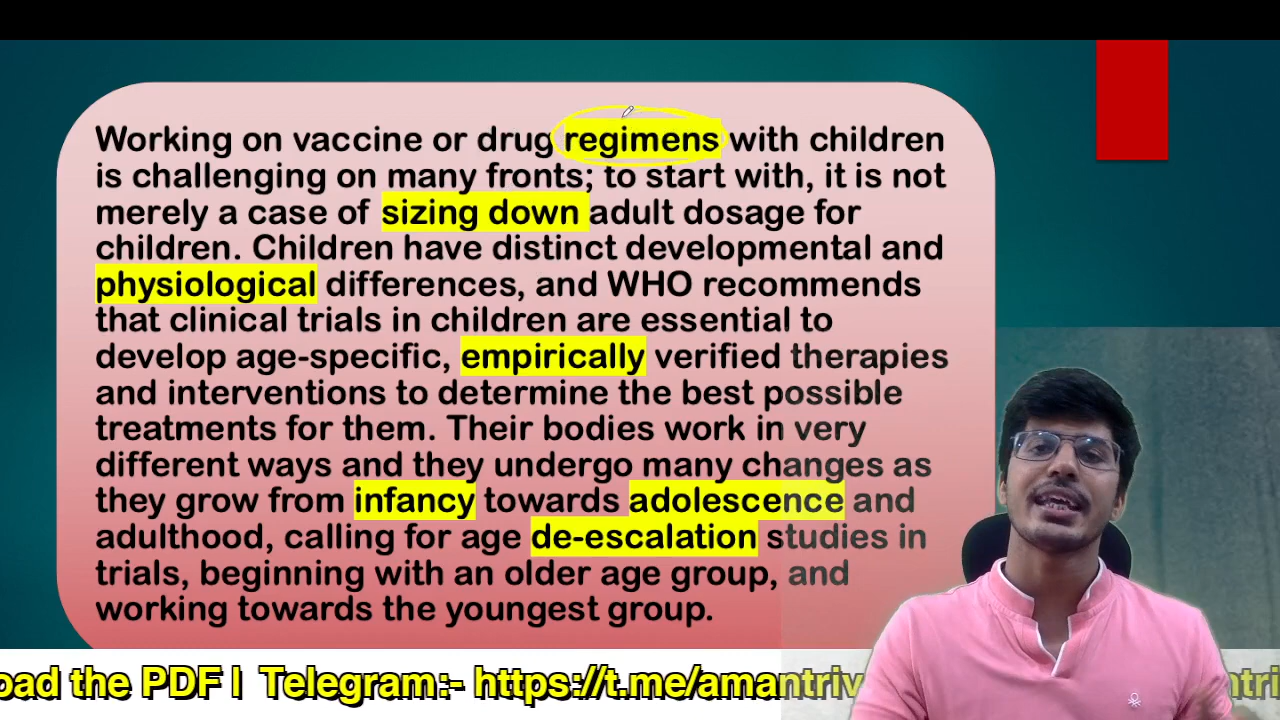 Working on vaccine or drug regimens with children
is challenging on many fronts; to start with, it is not
merely a case of sizing down adult dosage for
children. Children have distinct developmental and
physiological differences, and WHO recommends
that clinical trials in children are essential to
develop age-specific, empirically verified therapies
and interventions to determine the best possible
treatments for them. Their bodies work in very
different ways and they undergo many changes as
they grow from infancy towards adolescence and
adulthood, calling for age de-escalation studies in
trials, beginning with an older age group, and
working towards the youngest group.
the PDF I Telegram:- https://t.me/amantriv